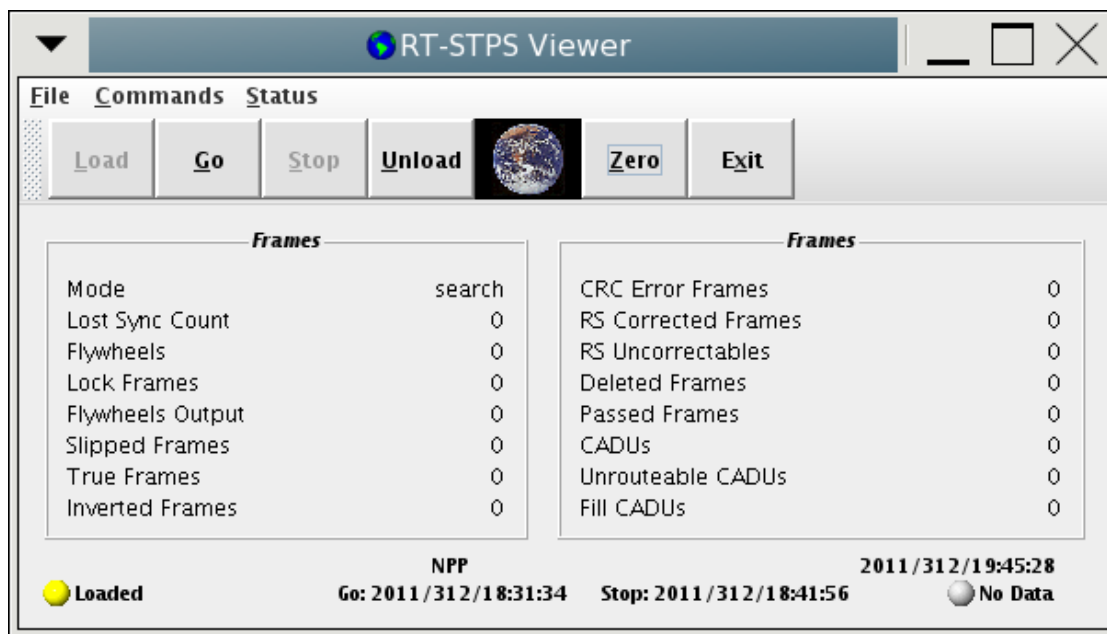 RT-STPS Viewer
File Commands Status
Load Go Stop Unload Zero Exit
Frames
Mode search
Lost Sync Count 0
Flywheels 0
Lock Frames 0
Flywheels Output 0
Slipped Frames 0
True Frames 0
Inverted Frames 0
Frames
CRC Error Frames 0
RS Corrected Frames 0
RS Uncorrectables 0
Deleted Frames 0
Passed Frames 0
CADUs 0
Unrouteable CADUs 0
Fill CADUs 0
NPP 2011/312/19:45:28
Loaded Go: 2011/312/18:31:34 Stop: 2011/312/18:41:56 No Data